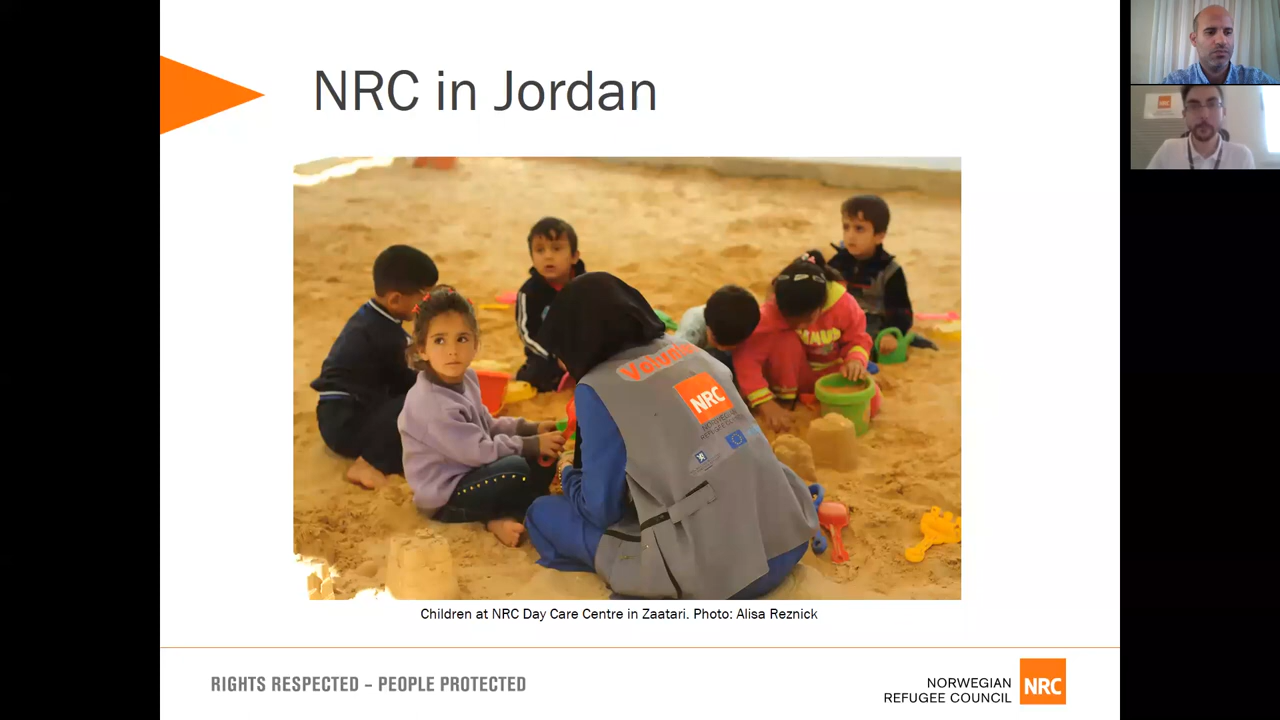 NRC in Jordan
NRC
Children at NRC Day Care Centre in Zaatari. Photo: Alisa Reznick
RIGHTS RESPECTED – PEOPLE PROTECTED
NORWEGIAN
REFUGEE COUNCIL
NRC